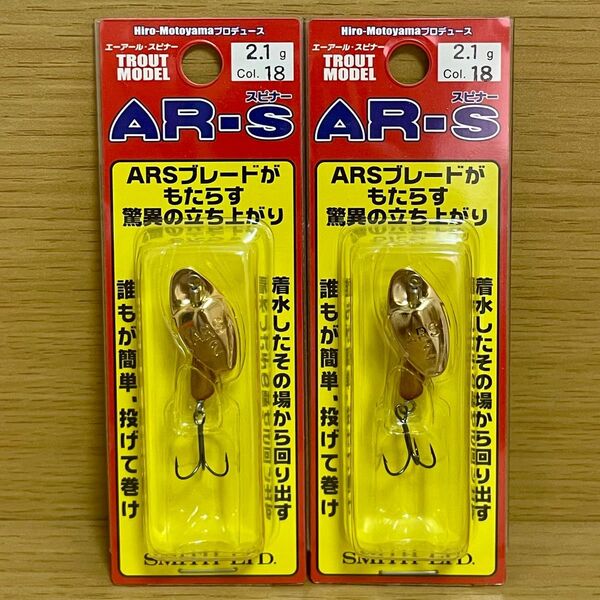 Hiro-Motoyamaプロデュース
エーアール・スピナー
TROUT
MODEL
2.1 g
Col. 18
スピナー
AR-S
ARSブレードが
もたらす
驚異の立ち上がり
着水したその場から回り出す
誰もが簡単、投げて巻け
SMITH LTD.
Hiro-Motoyamaプロデュース
エーアール・スピナー
TROUT
MODEL
2.1 g
Col. 18
スピナー
AR-S
ARSブレードが
もたらす
驚異の立ち上がり
着水したその場から回り出す
誰もが簡単、投げて巻け
SMITH LTD.